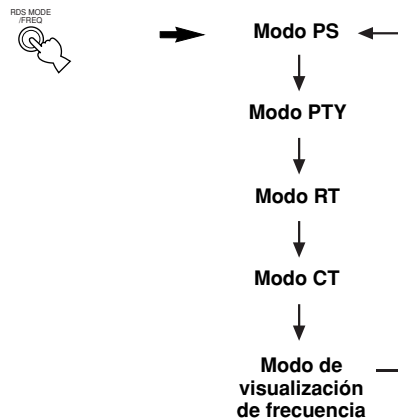 RDS MODE
/FREQ
Modo PS
Modo PTY
Modo RT
Modo CT
Modo de
visualización
de frecuencia